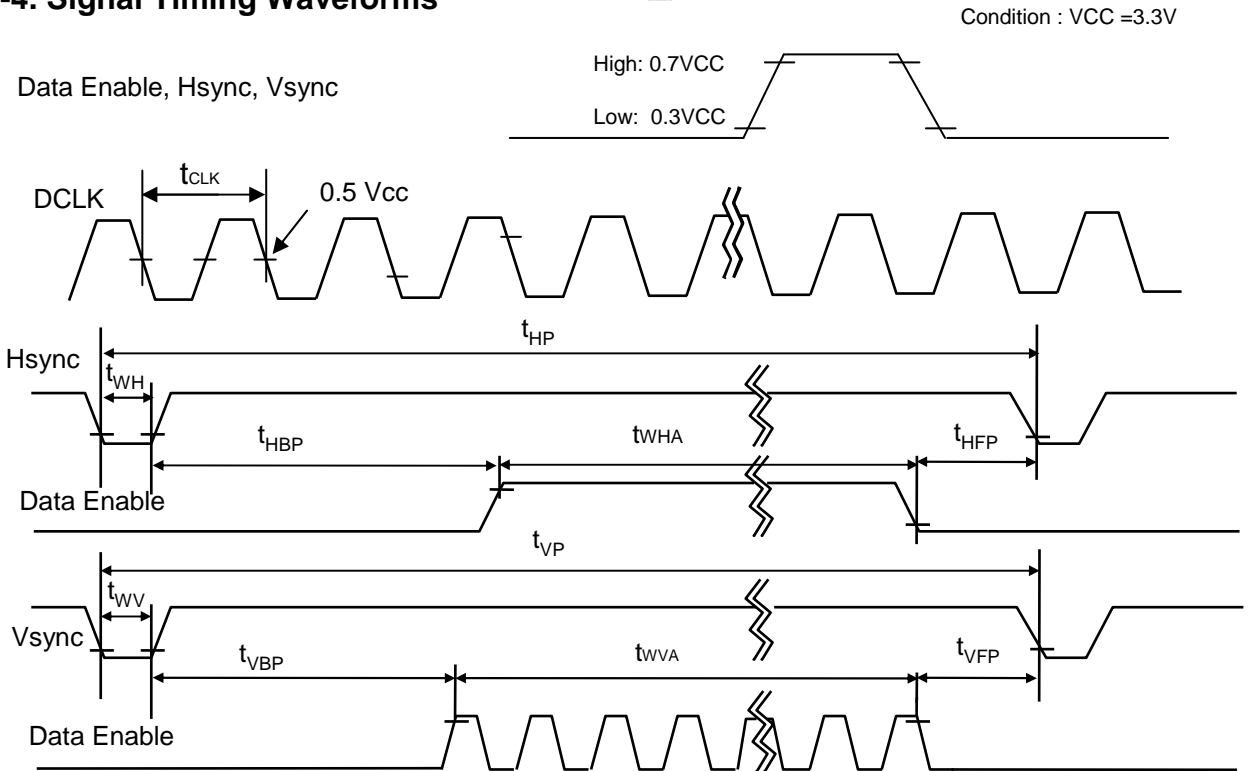 -4. Signal Timing Waveforms
Condition : VCC =3.3V
High: 0.7VCC
Data Enable, Hsync, Vsync
Low: 0.3VCC
tCLK
DCLK
0.5 Vcc
tHP
Hsync
tWH
tHBP
tWHA
tHFP
Data Enable
tVP
tWV
Vsync
tVBP
tWVA
tVFP
Data Enable